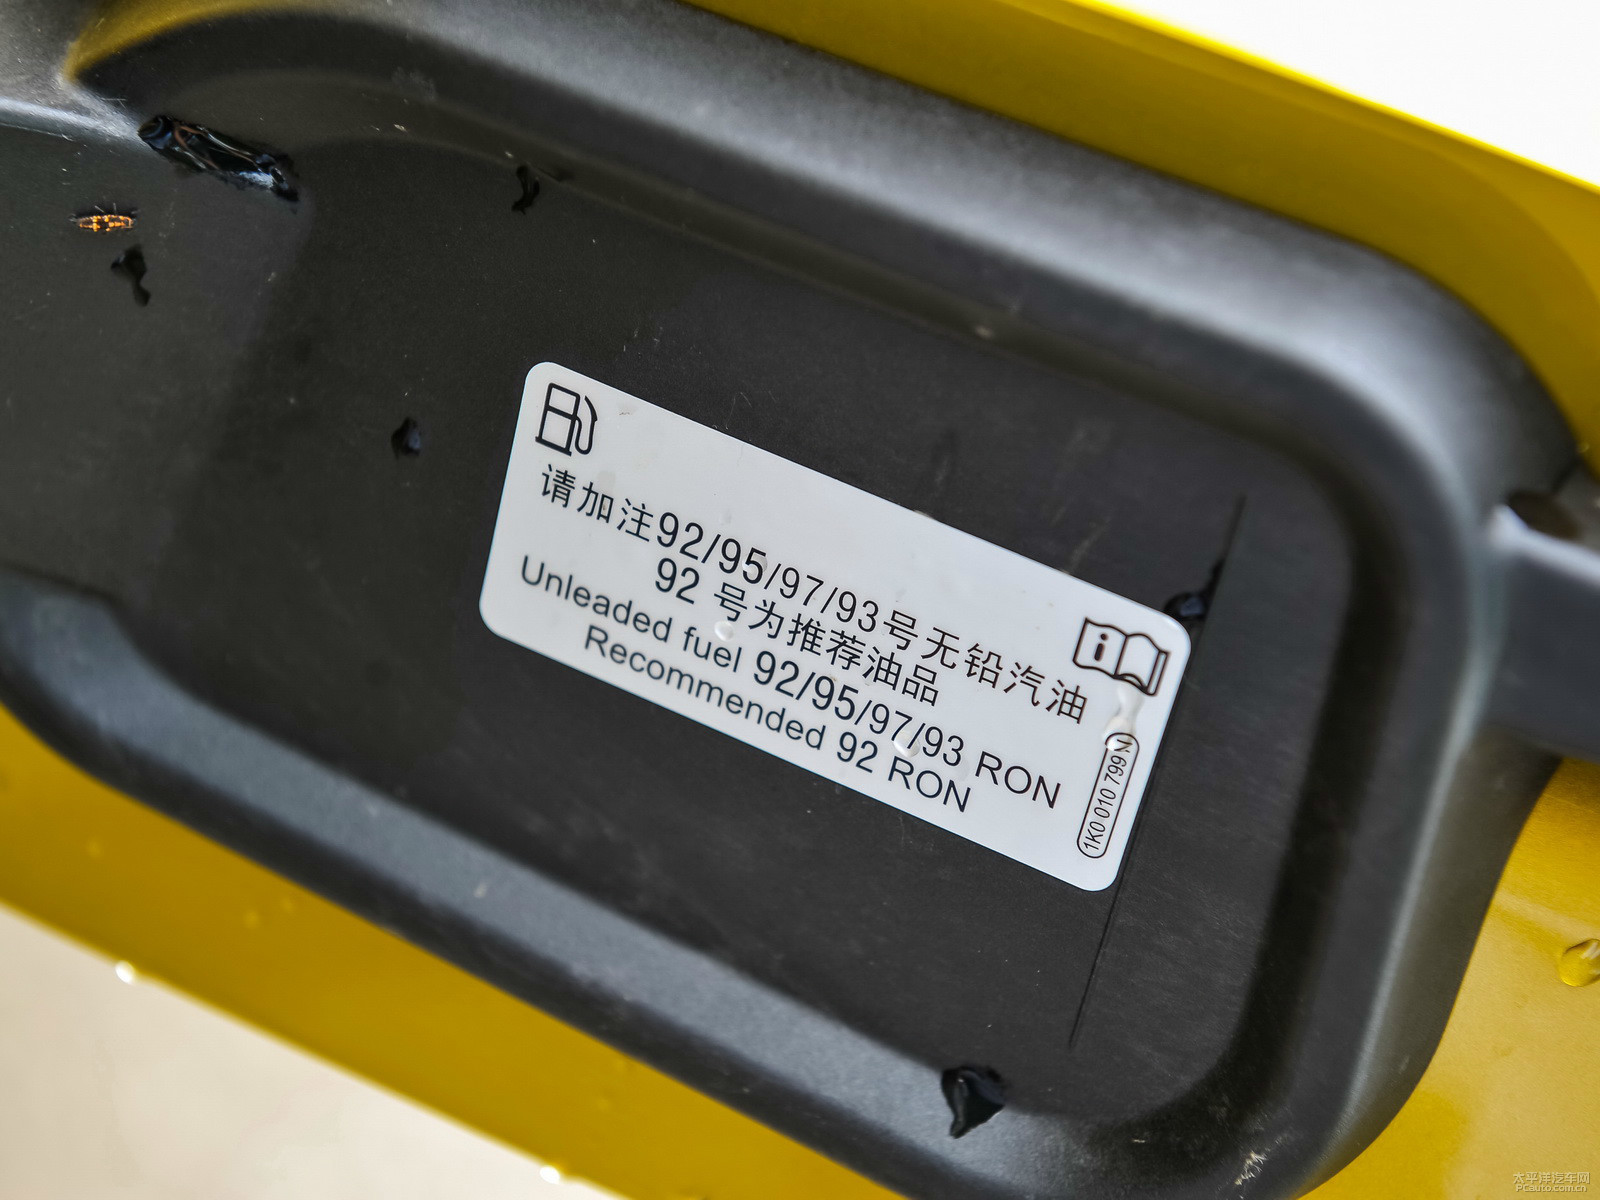 请加注92/95/97/93号无铅汽油
92 号为推荐油品
Unleaded fuel 92/95/97/93 RON
Recommended 92 RON
i
1K0 010 799 N
太平洋汽车网
PCauto.com.cn